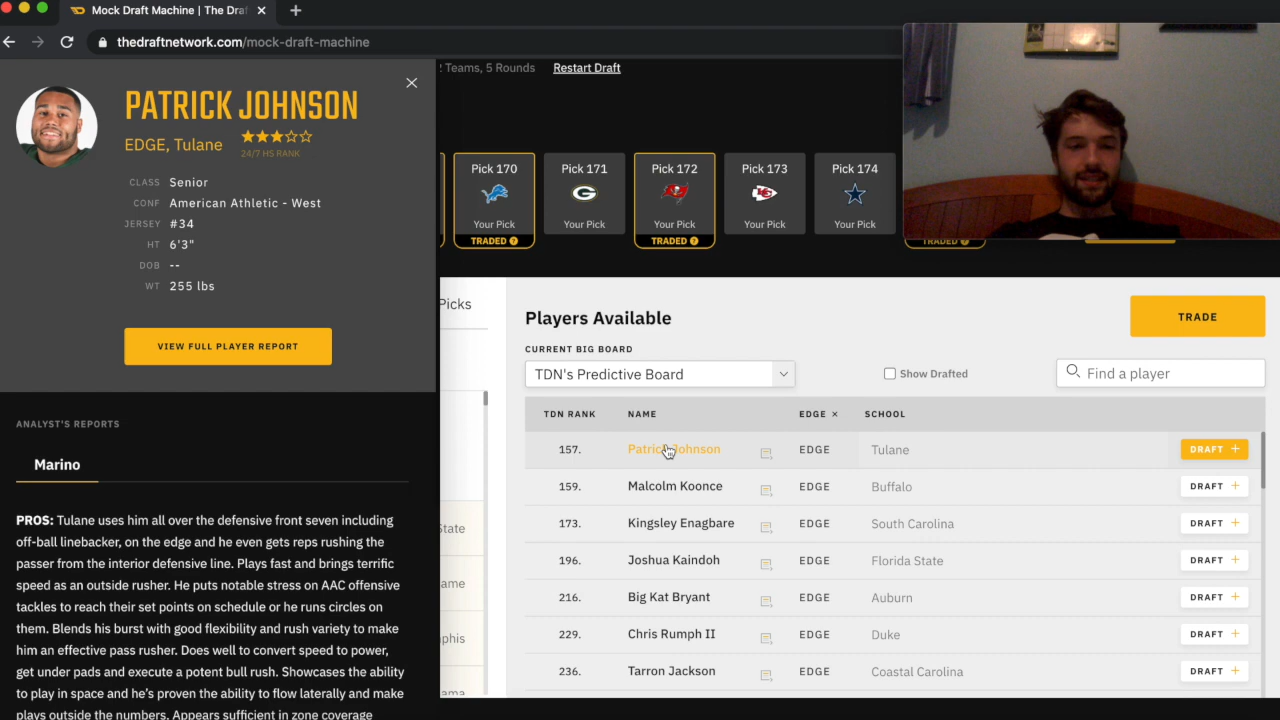 Mock Draft Machine | The Dra
thedraftnetwork.com/mock-draft-machine
Teams, 5 Rounds Restart Draft
PATRICK JOHNSON
EDGE, Tulane
24/7 HS RANK
CLASS Senior
CONF American Athletic - West
JERSEY #34
HT 6'3"
DOB --
WT 255 lbs
VIEW FULL PLAYER REPORT
ANALYST'S REPORTS
Marino
PROS: Tulane uses him all over the defensive front seven including
off-ball linebacker, on the edge and he even gets reps rushing the
passer from the interior defensive line. Plays fast and brings terrific
speed as an outside rusher. He puts notable stress on AAC offensive
tackles to reach their set points on schedule or he runs circles on
them. Blends his burst with good flexibility and rush variety to make
him an effective pass rusher. Does well to convert speed to power,
get under pads and execute a potent bull rush. Showcases the ability
to play in space and he's proven the ability to flow laterally and make
plays outside the numbers. Appears sufficient in zone coverage
Pick 170 Pick 171 Pick 172 Pick 173 Pick 174
Your Pick Your Pick Your Pick Your Pick Your Pick
TRADED ? TRADED ? TRADED ?
Picks
State
ame
phis
ama
Players Available
TRADE
CURRENT BIG BOARD
TDN's Predictive Board
Show Drafted
Find a player
TDN RANK NAME EDGE × SCHOOL
157. Patrick Johnson EDGE Tulane DRAFT +
159. Malcolm Koonce EDGE Buffalo DRAFT +
173. Kingsley Enagbare EDGE South Carolina DRAFT +
196. Joshua Kaindoh EDGE Florida State DRAFT +
216. Big Kat Bryant EDGE Auburn DRAFT +
229. Chris Rumph II EDGE Duke DRAFT +
236. Tarron Jackson EDGE Coastal Carolina DRAFT +